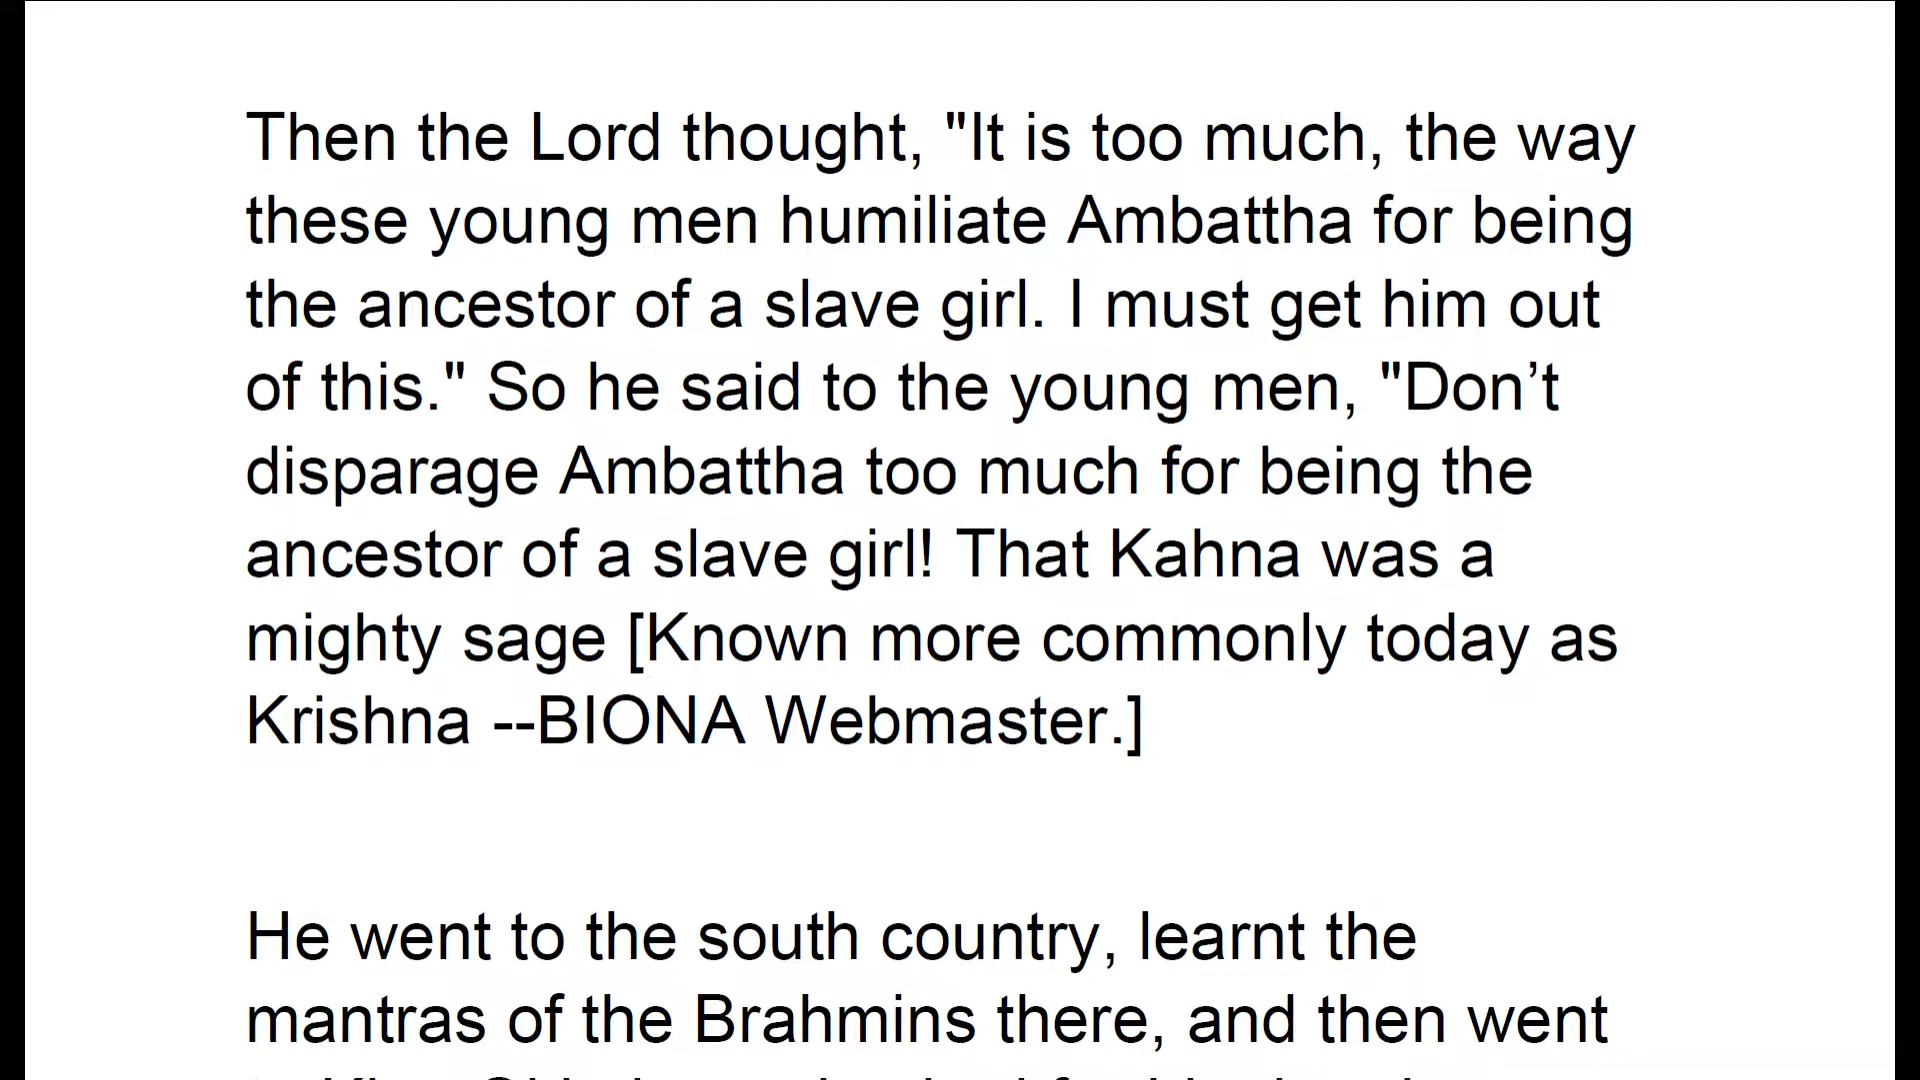 Then the Lord thought, "It is too much, the way
these young men humiliate Ambattha for being
the ancestor of a slave girl. I must get him out
of this." So he said to the young men, "Don’t
disparage Ambattha too much for being the
ancestor of a slave girl! That Kahna was a
mighty sage [Known more commonly today as
Krishna --BIONA Webmaster.]
He went to the south country, learnt the
mantras of the Brahmins there, and then went